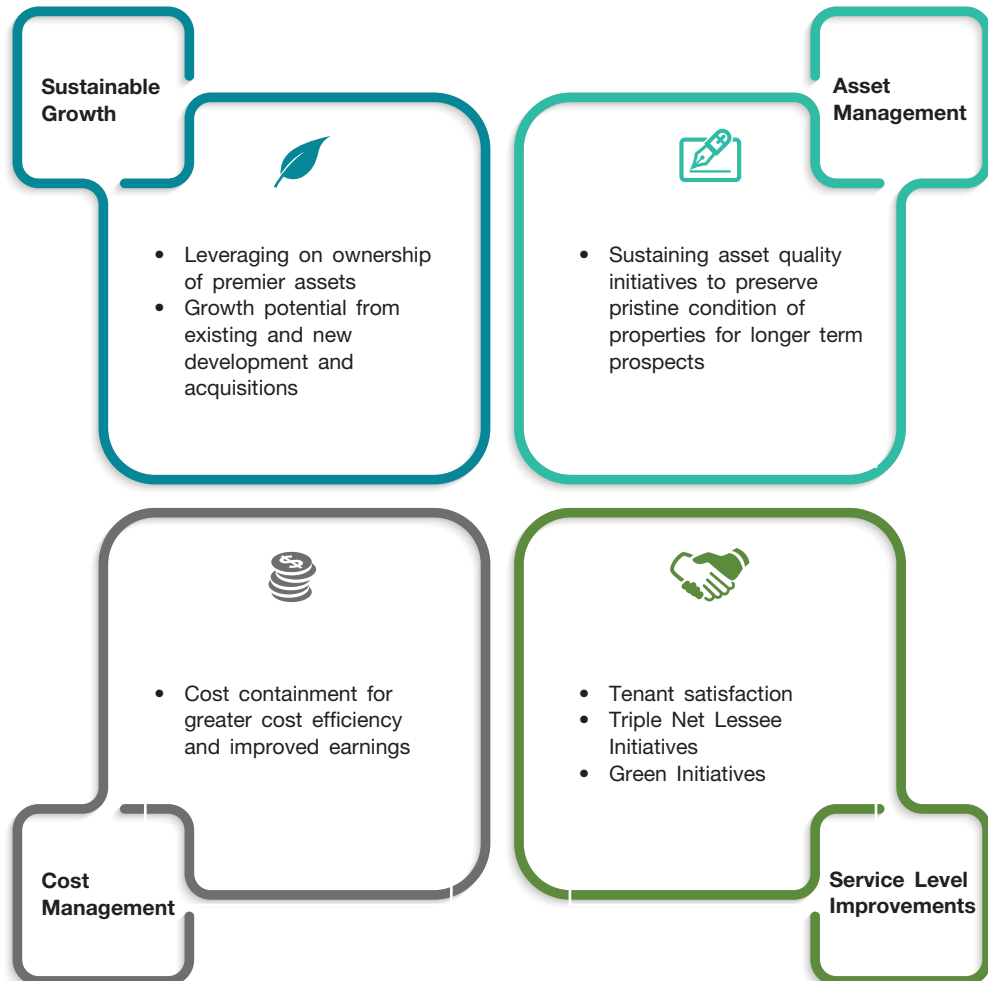 Sustainable
Growth
• Leveraging on ownership
of premier assets
• Growth potential from
existing and new
development and
acquisitions
Asset
Management
• Sustaining asset quality
initiatives to preserve
pristine condition of
properties for longer term
prospects
$
• Cost containment for
greater cost efficiency
and improved earnings
Cost
Management
• Tenant satisfaction
• Triple Net Lessee
Initiatives
• Green Initiatives
Service Level
Improvements